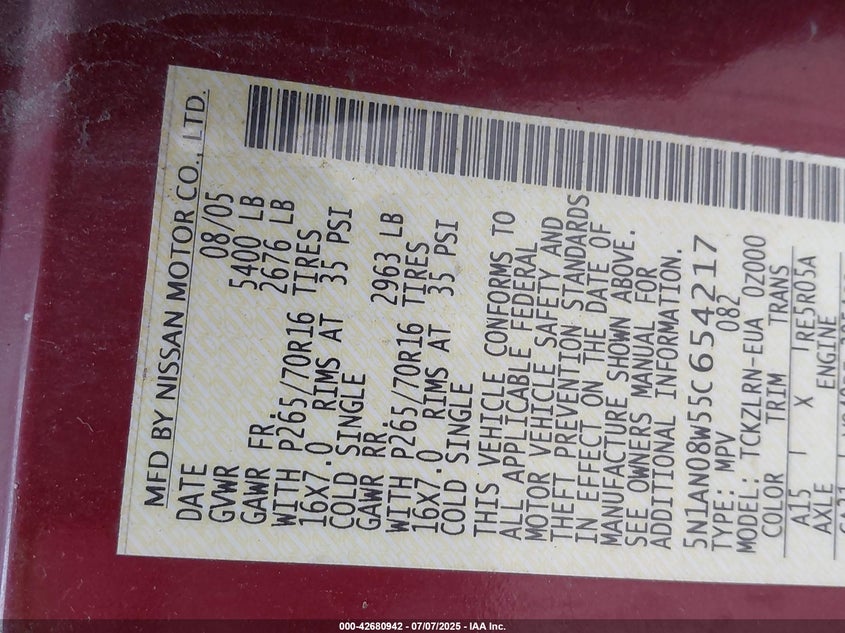 MFD BY NISSAN MOTOR CO., LTD.
DATE 08/05
GVWR 5400 LB
GAWR FR. 2676 LB
WITH P265/70R16 TIRES
16X7.0 RIMS AT 35 PSI
COLD SINGLE
GAWR RR. 2963 LB
WITH P265/70R16 TIRES
16X7.0 RIMS AT 35 PSI
COLD SINGLE
THIS VEHICLE CONFORMS TO
ALL APPLICABLE FEDERAL
MOTOR VEHICLE SAFETY AND
THEFT PREVENTION STANDARDS
IN EFFECT ON THE DATE OF
MANUFACTURE SHOWN ABOVE.
SEE OWNERS MANUAL FOR
ADDITIONAL INFORMATION.
5N1AN08W55C654217
TYPE: MPV 082
MODEL: TCKZLRN-EUA 0Z000
COLOR TRIM TRANS
A15 X RE5R05A
AXLE ENGINE
000-42680942 - 07/07/2025 - IAA Inc.